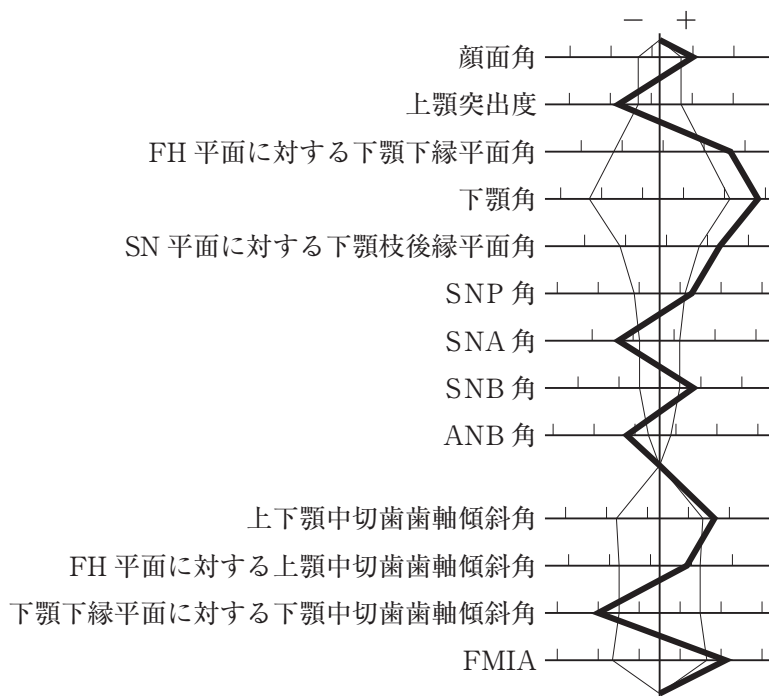 − +
顔面角
上顎突出度
FH 平面に対する下顎下縁平面角
下顎角
SN 平面に対する下顎枝後縁平面角
SNP 角
SNA 角
SNB 角
ANB 角
上下顎中切歯歯軸傾斜角
FH 平面に対する上顎中切歯歯軸傾斜角
下顎下縁平面に対する下顎中切歯歯軸傾斜角
FMIA